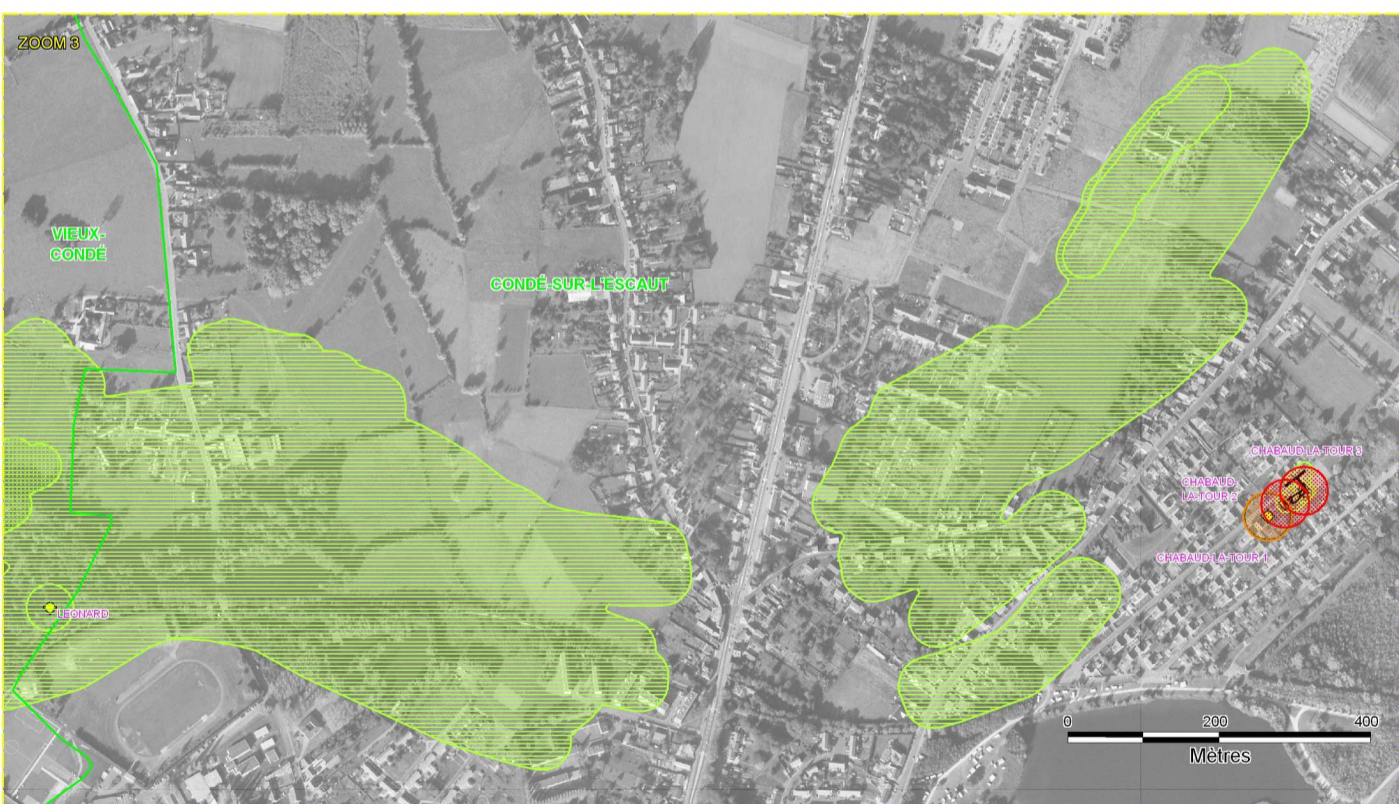 ZOOM 3
VIEUX-
CONDÉ
CONDÉ-SUR-L'ESCAUT
CHABAUD-LA-TOUR 3
CHABAUD-
LA-TOUR 2
CHABAUD-LA-TOUR 1
LEONARD
0 200 400
Mètres